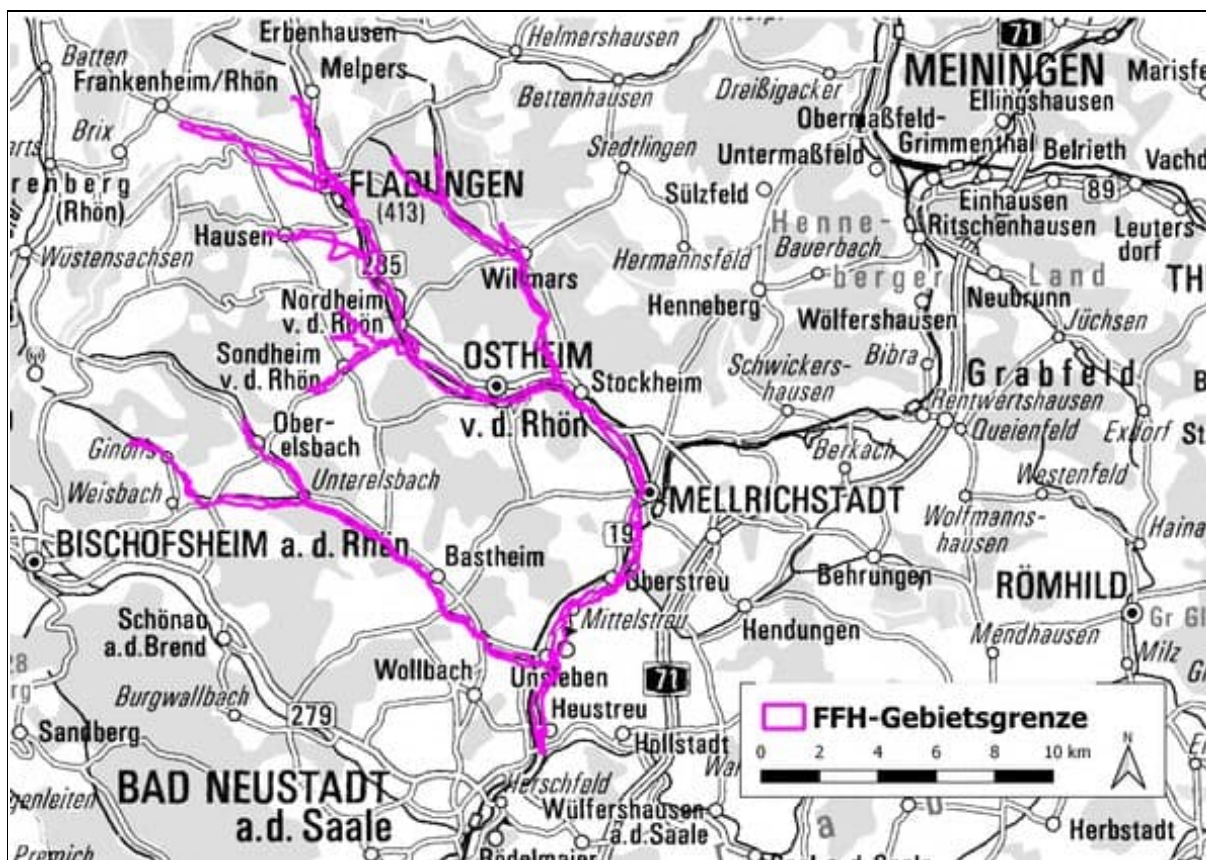 Erbenhausen
Helmershausen
71
Batten
Melpers
MEININGEN
Frankenheim/Rhön
Bettenhausen
Dreißigacker
Ellingshausen
Obermaßfeld-
Grimmenthal
Belrieth
Brix
Stedtlingen
Untermaßfeld
FLADUNGEN
(413)
Sülzfeld
89
Einhausen
(Rhön)
Ritschenhausen
Hausen
Henne-
berger
Land
Bauerbach
Leuters
dorf
Wüstensachsen
Hermannsfeld
Willmars
285
Henneberg
Neubrunn
Nordheim
v. d. Rhön
Wölfershausen
Jüchsen
OSTHEIM
v. d. Rhön
Sondheim
v. d. Rhön
Schwickers-
hausen
Bibra
Grabfeld
Stockheim
Rentwertshausen
Queienfeld
Exdorf
Ober-
elsbach
Ginolfs
Unterelsbach
Berkach
Westenfeld
Weisbach
MELLRICHSTADT
Wolfmanns-
hausen
Haina
BISCHOFSHEIM a. d. Rhön
19
Bastheim
Oberstreu
Behrungen
RÖMHILD
Mittelstreu
Schönau
a.d.Brend
Hendungen
Mendhausen
Wollbach
Unsleben
71
Milz
Burgwallbach
279
Heustreu
Sandberg
Hollstadt
BAD NEUSTADT
a.d. Saale
Herschfeld
Wülfershausen
a.d.Saale
Rödelmaier
Herbstadt
Premich
FFH-Gebietsgrenze
0 2 4 6 8 10 km
N